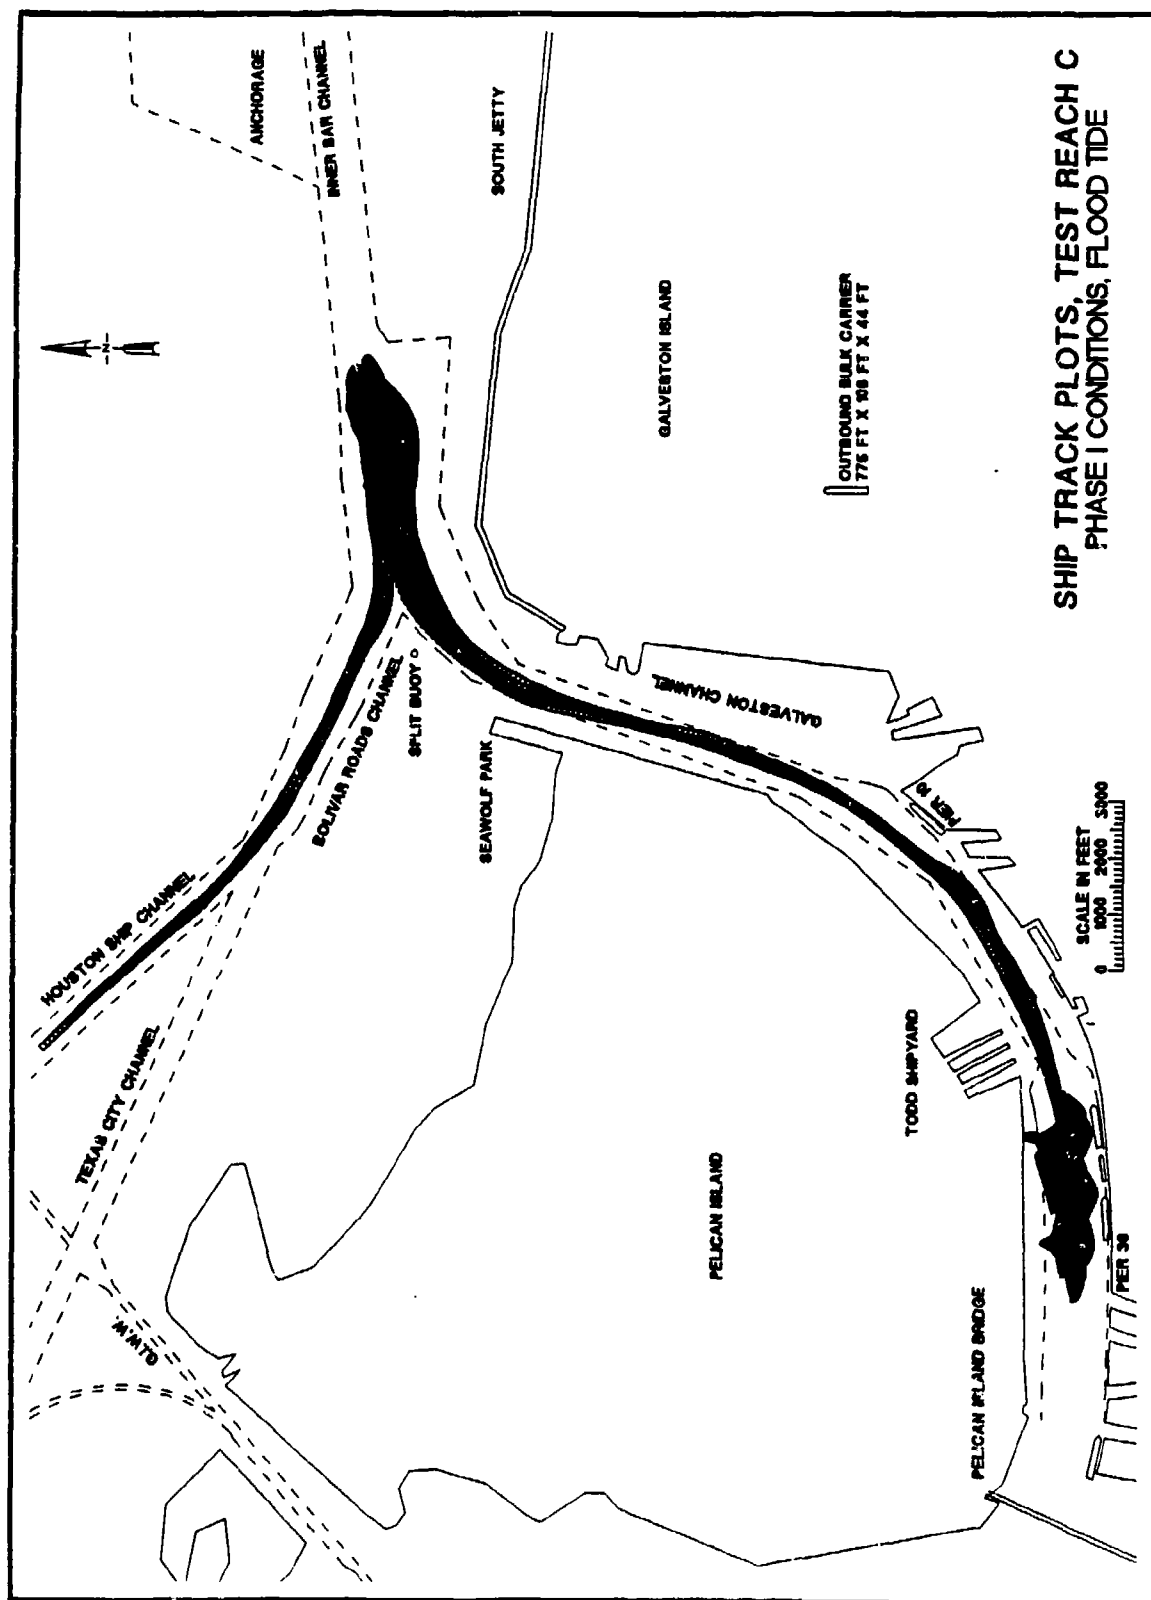 ANCHORAGE
INNER BAR CHANNEL
SOUTH JETTY
N
GALVESTON ISLAND
OUTBOUND BULK CARRIER
775 FT X 106 FT X 44 FT
HOUSTON SHIP CHANNEL
BOLIVAR ROADS CHANNEL
SPLIT BUOY
SEAWOLF PARK
GALVESTON CHANNEL
PIER 10
TEXAS CITY CHANNEL
G.I.W.W.
PELICAN ISLAND
TODD SHIPYARD
PELICAN ISLAND BRIDGE
PIER 36
SCALE IN FEET
0 1000 2000 3000
SHIP TRACK PLOTS, TEST REACH C
PHASE I CONDITIONS, FLOOD TIDE